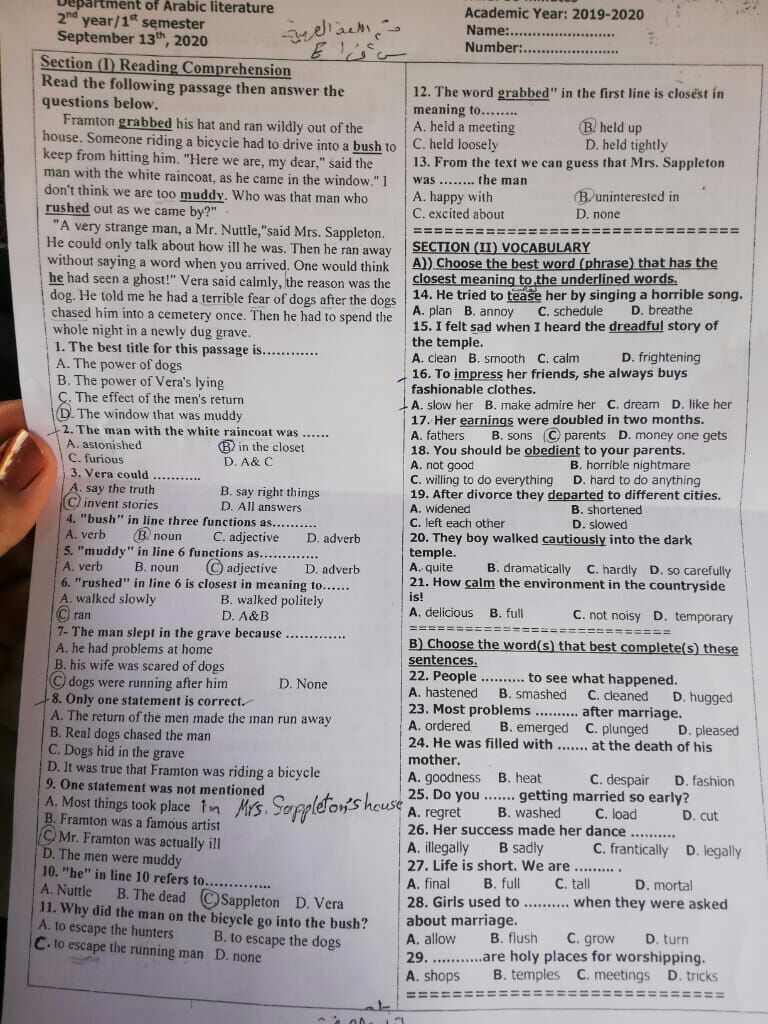 Department of Arabic literature
2nd year/1st semester
September 13th, 2020
Academic Year: 2019-2020
Name:........................
Number:......................
Section (I) Reading Comprehension
Read the following passage then answer the
questions below.
Framton grabbed his hat and ran wildly out of the
house. Someone riding a bicycle had to drive into a bush to
keep from hitting him. "Here we are, my dear," said the
man with the white raincoat, as he came in the window." I
don't think we are too muddy. Who was that man who
rushed out as we came by?"
"A very strange man, a Mr. Nuttle,"said Mrs. Sappleton.
He could only talk about how ill he was. Then he ran away
without saying a word when you arrived. One would think
he had seen a ghost!" Vera said calmly, the reason was the
dog. He told me he had a terrible fear of dogs after the dogs
chased him into a cemetery once. Then he had to spend the
whole night in a newly dug grave.
1. The best title for this passage is............
A. The power of dogs
B. The power of Vera's lying
C. The effect of the men's return
D. The window that was muddy
2. The man with the white raincoat was ......
A. astonished B. in the closet
C. furious D. A& C
3. Vera could ...........
A. say the truth B. say right things
C. invent stories D. All answers
4. "bush" in line three functions as..........
A. verb B. noun C. adjective D. adverb
5. "muddy" in line 6 functions as.............
A. verb B. noun C. adjective D. adverb
6. "rushed" in line 6 is closest in meaning to......
A. walked slowly B. walked politely
C. ran D. A&B
7- The man slept in the grave because .............
A. he had problems at home
B. his wife was scared of dogs
C. dogs were running after him D. None
8. Only one statement is correct.
A. The return of the men made the man run away
B. Real dogs chased the man
C. Dogs hid in the grave
D. It was true that Framton was riding a bicycle
9. One statement was not mentioned
A. Most things took place in Mrs. Sappleton's house
B. Framton was a famous artist
C. Mr. Framton was actually ill
D. The men were muddy
10. "he" in line 10 refers to..............
A. Nuttle B. The dead C. Sappleton D. Vera
11. Why did the man on the bicycle go into the bush?
A. to escape the hunters B. to escape the dogs
C. to escape the running man D. none
12. The word grabbed" in the first line is closest in
meaning to........
A. held a meeting B. held up
C. held loosely D. held tightly
13. From the text we can guess that Mrs. Sappleton
was ........ the man
A. happy with B. uninterested in
C. excited about D. none
================================
SECTION (II) VOCABULARY
A)) Choose the best word (phrase) that has the
closest meaning to the underlined words.
14. He tried to tease her by singing a horrible song.
A. plan B. annoy C. schedule D. breathe
15. I felt sad when I heard the dreadful story of
the temple.
A. clean B. smooth C. calm D. frightening
16. To impress her friends, she always buys
fashionable clothes.
A. slow her B. make admire her C. dream D. like her
17. Her earnings were doubled in two months.
A. fathers B. sons C. parents D. money one gets
18. You should be obedient to your parents.
A. not good B. horrible nightmare
C. willing to do everything D. hard to do anything
19. After divorce they departed to different cities.
A. widened B. shortened
C. left each other D. slowed
20. They boy walked cautiously into the dark
temple.
A. quite B. dramatically C. hardly D. so carefully
21. How calm the environment in the countryside
is!
A. delicious B. full C. not noisy D. temporary
==========================
B) Choose the word(s) that best complete(s) these
sentences.
22. People .......... to see what happened.
A. hastened B. smashed C. cleaned D. hugged
23. Most problems .......... after marriage.
A. ordered B. emerged C. plunged D. pleased
24. He was filled with ....... at the death of his
mother.
A. goodness B. heat C. despair D. fashion
25. Do you ....... getting married so early?
A. regret B. washed C. load D. cut
26. Her success made her dance ..........
A. illegally B sadly C. frantically D. legally
27. Life is short. We are ......... .
A. final B. full C. tall D. mortal
28. Girls used to .......... when they were asked
about marriage.
A. allow B. flush C. grow D. turn
29. ...........are holy places for worshipping.
A. shops B. temples C. meetings D. tricks
================================